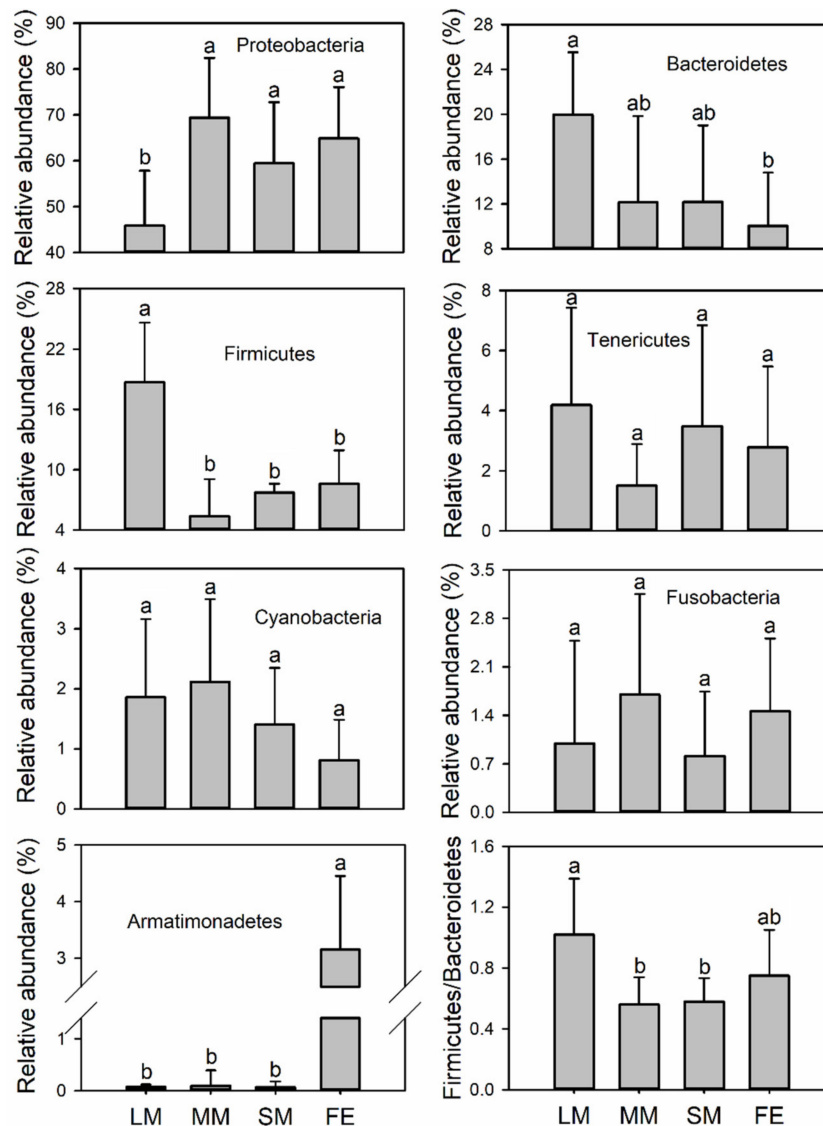 Proteobacteria
Relative abundance (%)
90
80
70
60
50
40
b
a
a
a
Bacteroidetes
Relative abundance (%)
28
24
20
16
12
8
a
ab
ab
b
Firmicutes
Relative abundance (%)
28
22
16
10
4
a
b
b
b
Tenericutes
Relative abundance (%)
8
6
4
2
0
a
a
a
a
Cyanobacteria
Relative abundance (%)
4
3
2
1
0
a
a
a
a
Fusobacteria
Relative abundance (%)
3.5
2.8
2.1
1.4
0.7
0.0
a
a
a
a
Armatimonadetes
Relative abundance (%)
5
4
3
1
0
b
b
b
a
LM MM SM FE
Firmicutes/Bacteroidetes
1.6
1.2
0.8
0.4
0.0
a
b
b
ab
LM MM SM FE